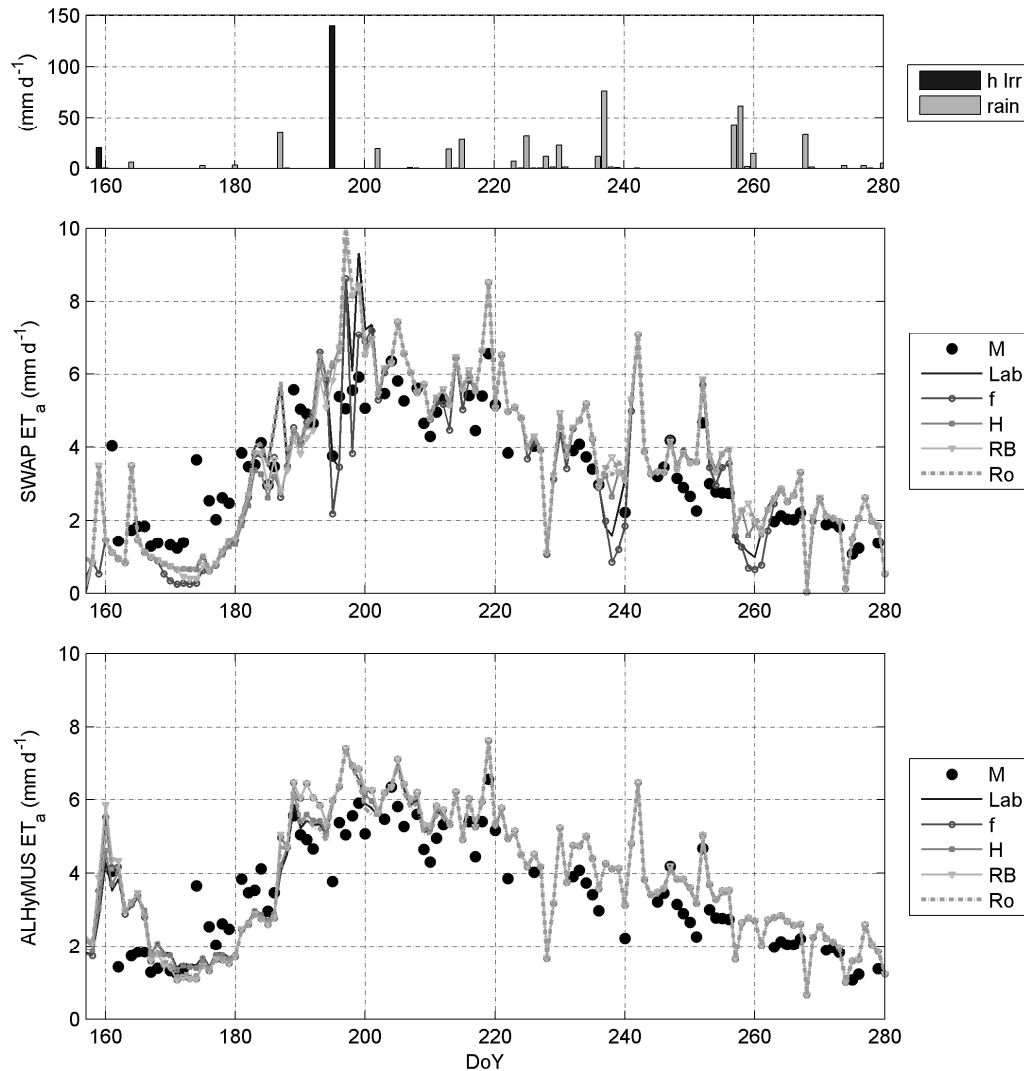 150
100
50
0
(mm d⁻¹)
160 180 200 220 240 260 280
h Irr
rain
10
8
6
4
2
0
SWAP ETₐ (mm d⁻¹)
160 180 200 220 240 260 280
M
Lab
f
H
RB
Ro
10
8
6
4
2
0
ALHyMUS ETₐ (mm d⁻¹)
160 180 200 220 240 260 280
DoY
M
Lab
f
H
RB
Ro